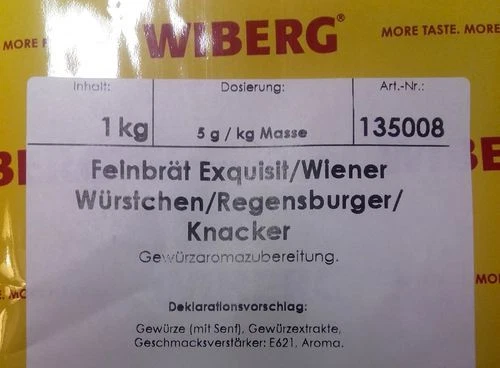 MORE
WIBERG®
MORE TASTE. MORE
Inhalt:
Dosierung:
Art.-Nr.:
1 kg
5 g / kg Masse
135008
Feinbrät Exquisit/Wiener
Würstchen/Regensburger/
Knacker
Gewürzaromazubereitung.
MORE
Deklarationsvorschlag:
Gewürze (mit Senf), Gewürzextrakte,
Geschmacksverstärker: E621, Aroma.